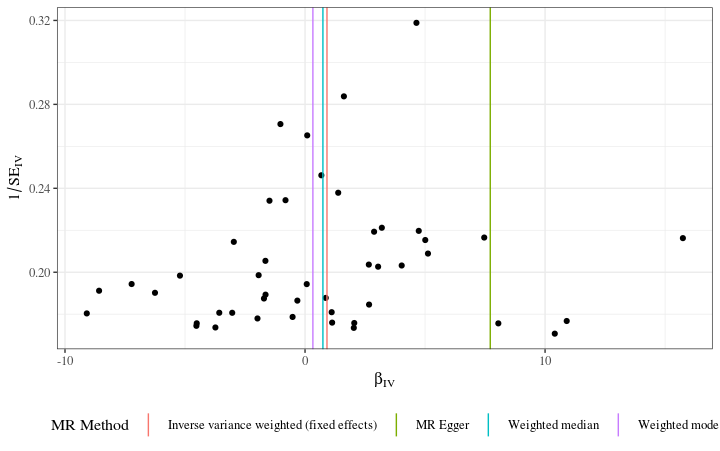 0.32
0.28
0.24
0.20
1/SE_IV
-10 0 10
β_IV
MR Method Inverse variance weighted (fixed effects) MR Egger Weighted median Weighted mode